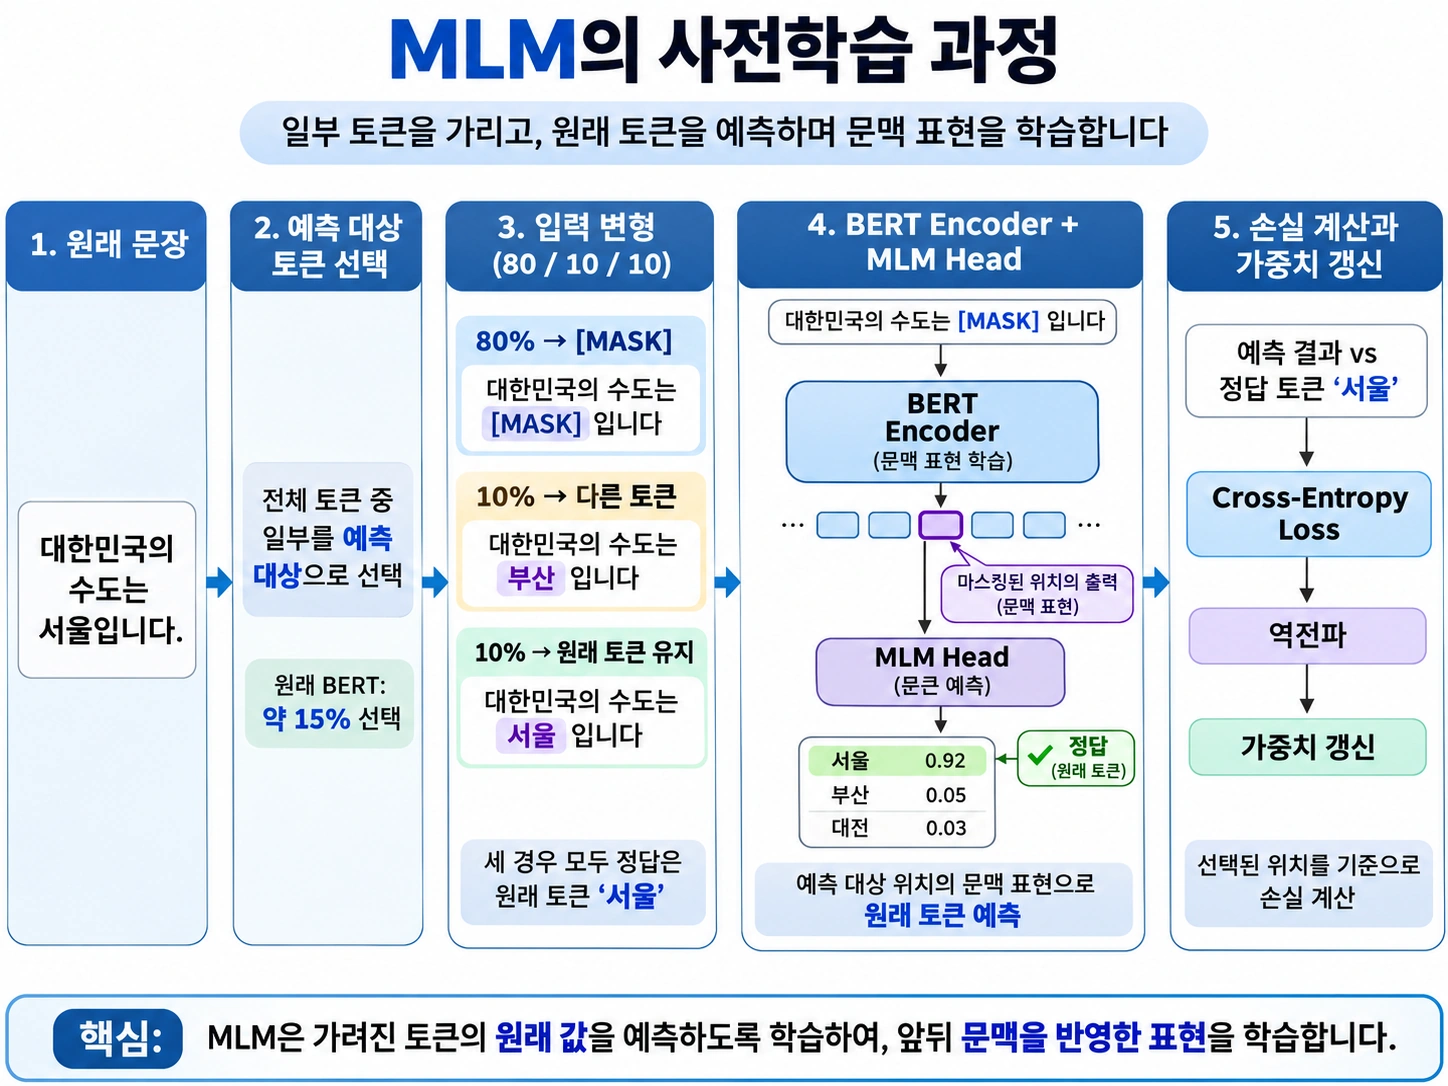 MLM의 사전학습 과정
일부 토큰을 가리고, 원래 토큰을 예측하며 문맥 표현을 학습합니다
1. 원래 문장
대한민국의
수도는
서울입니다.
2. 예측 대상
토큰 선택
전체 토큰 중
일부를 예측
대상으로 선택
원래 BERT:
약 15% 선택
3. 입력 변형
(80 / 10 / 10)
80% → [MASK]
대한민국의 수도는
[MASK] 입니다
10% → 다른 토큰
대한민국의 수도는
부산 입니다
10% → 원래 토큰 유지
대한민국의 수도는
서울 입니다
세 경우 모두 정답은
원래 토큰 ‘서울’
4. BERT Encoder +
MLM Head
대한민국의 수도는 [MASK] 입니다
BERT
Encoder
(문맥 표현 학습)
... ...
마스킹된 위치의 출력
(문맥 표현)
MLM Head
(문큰 예측)
서울 0.92
부산 0.05
대전 0.03
정답
(원래 토큰)
예측 대상 위치의 문맥 표현으로
원래 토큰 예측
5. 손실 계산과
가중치 갱신
예측 결과 vs
정답 토큰 ‘서울’
Cross-Entropy
Loss
역전파
가중치 갱신
선택된 위치를 기준으로
손실 계산
핵심:
MLM은 가려진 토큰의 원래 값을 예측하도록 학습하여, 앞뒤 문맥을 반영한 표현을 학습합니다.